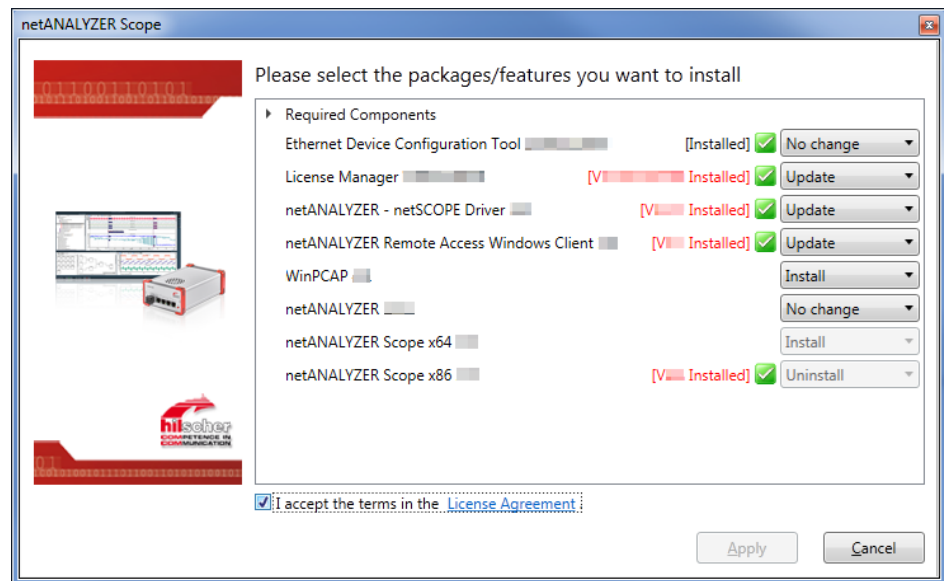 netANALYZER Scope
Please select the packages/features you want to install
Required Components
Ethernet Device Configuration Tool [Installed] No change
License Manager [V Installed] Update
netANALYZER - netSCOPE Driver [V Installed] Update
netANALYZER Remote Access Windows Client [V Installed] Update
WinPCAP Install
netANALYZER No change
netANALYZER Scope x64 Install
netANALYZER Scope x86 [V Installed] Uninstall
hilscher
COMPETENCE IN
COMMUNICATION
I accept the terms in the License Agreement
Apply Cancel